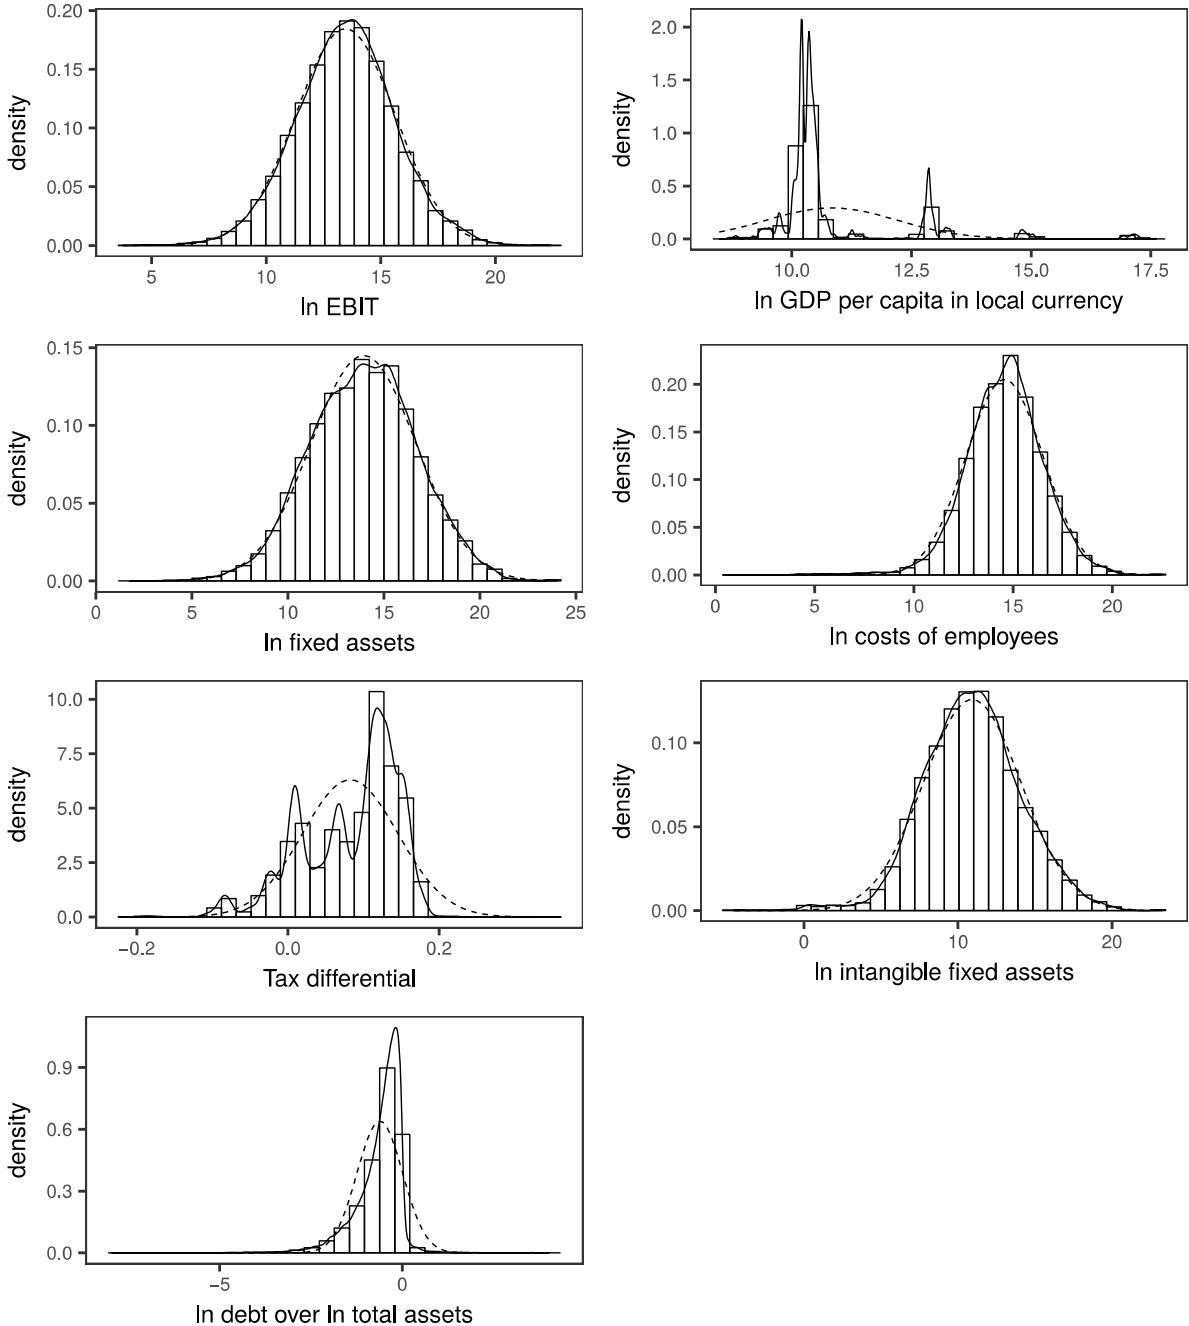 0.20
0.15
0.10
0.05
0.00
density
5 10 15 20
ln EBIT
2.0
1.5
1.0
0.5
0.0
density
10.0 12.5 15.0 17.5
ln GDP per capita in local currency
0.15
0.10
0.05
0.00
density
0 5 10 15 20 25
ln fixed assets
0.20
0.15
0.10
0.05
0.00
density
0 5 10 15 20
ln costs of employees
10.0
7.5
5.0
2.5
0.0
density
−0.2 0.0 0.2
Tax differential
0.10
0.05
0.00
density
0 10 20
ln intangible fixed assets
0.9
0.6
0.3
0.0
density
−5 0
ln debt over ln total assets